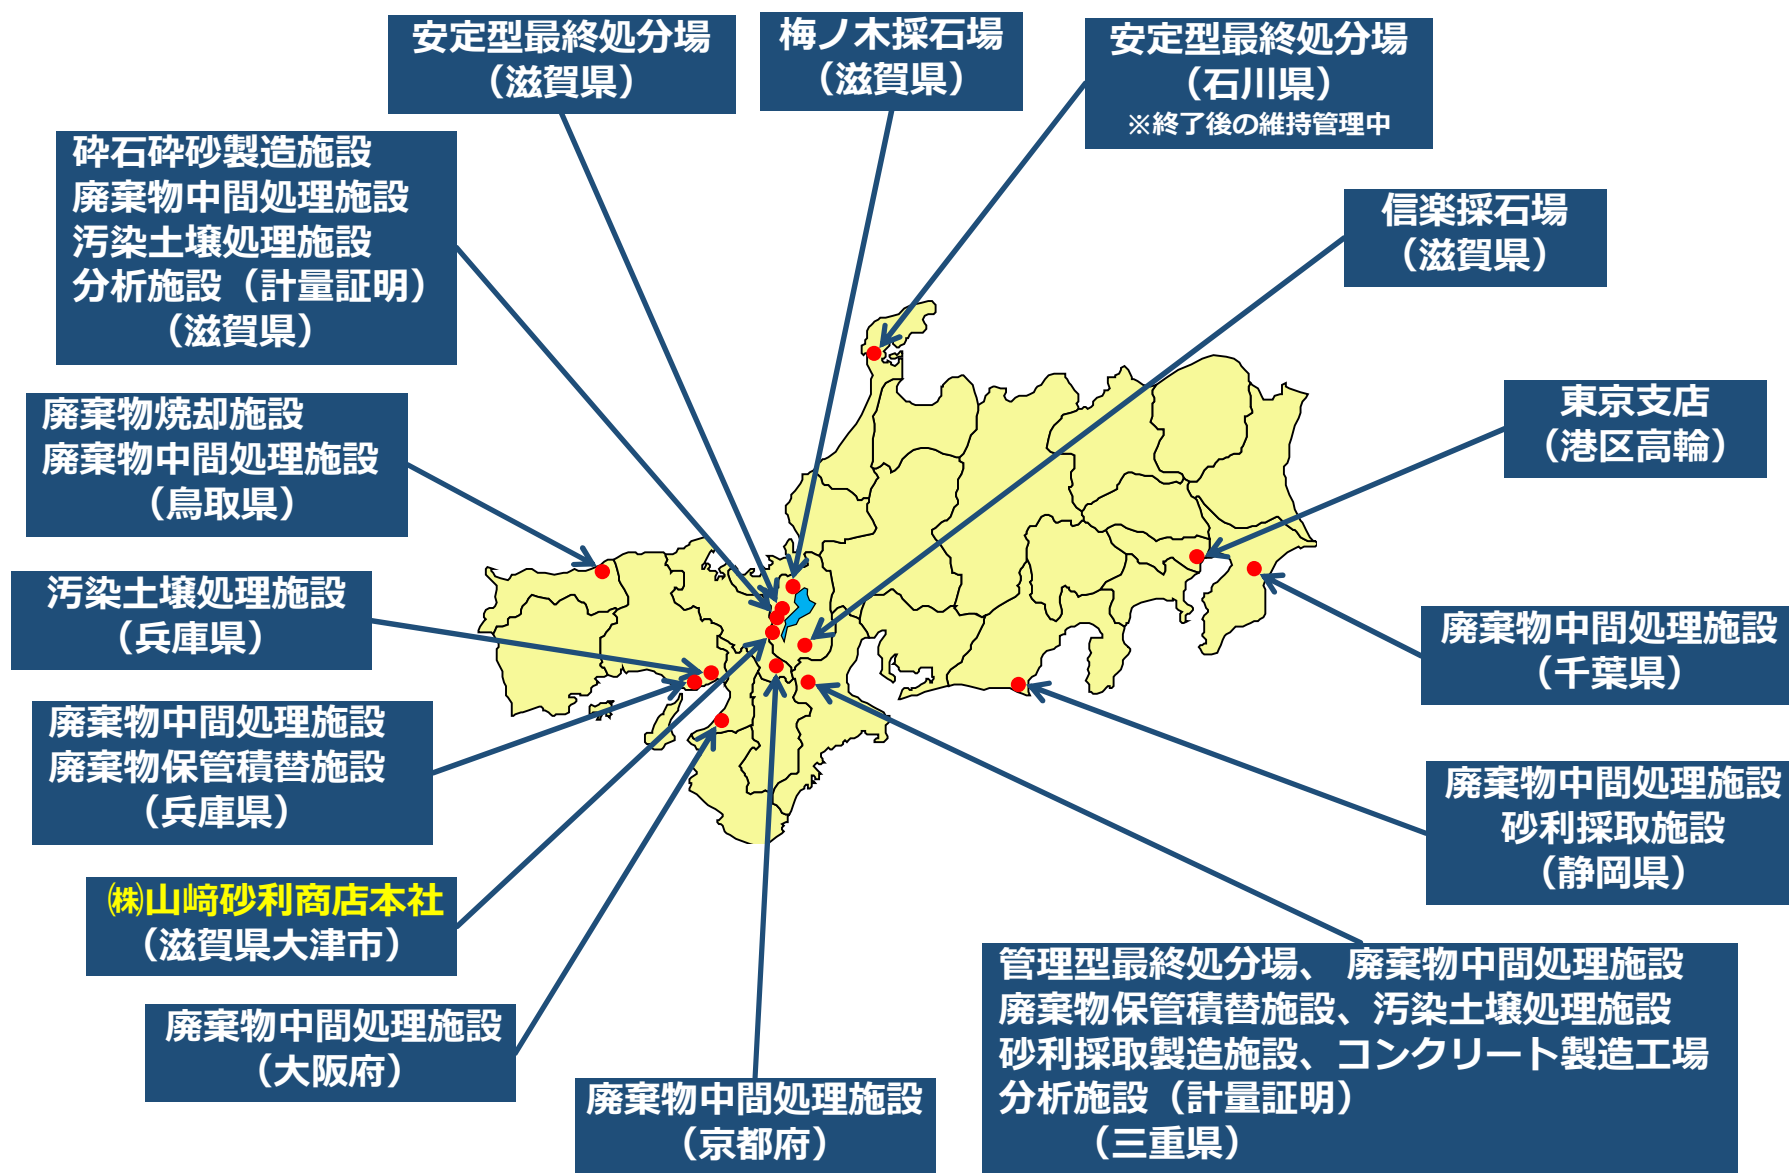 安定型最終処分場
（滋賀県）
梅ノ木採石場
（滋賀県）
安定型最終処分場
（石川県）
※終了後の維持管理中
砕石砕砂製造施設
廃棄物中間処理施設
汚染土壌処理施設
分析施設（計量証明）
（滋賀県）
信楽採石場
（滋賀県）
廃棄物焼却施設
廃棄物中間処理施設
（鳥取県）
東京支店
（港区高輪）
汚染土壌処理施設
（兵庫県）
廃棄物中間処理施設
（千葉県）
廃棄物中間処理施設
廃棄物保管積替施設
（兵庫県）
廃棄物中間処理施設
砂利採取施設
（静岡県）
㈱山﨑砂利商店本社
（滋賀県大津市）
管理型最終処分場、 廃棄物中間処理施設
廃棄物保管積替施設、汚染土壌処理施設
砂利採取製造施設、コンクリート製造工場
分析施設（計量証明）
（三重県）
廃棄物中間処理施設
（大阪府）
廃棄物中間処理施設
（京都府）